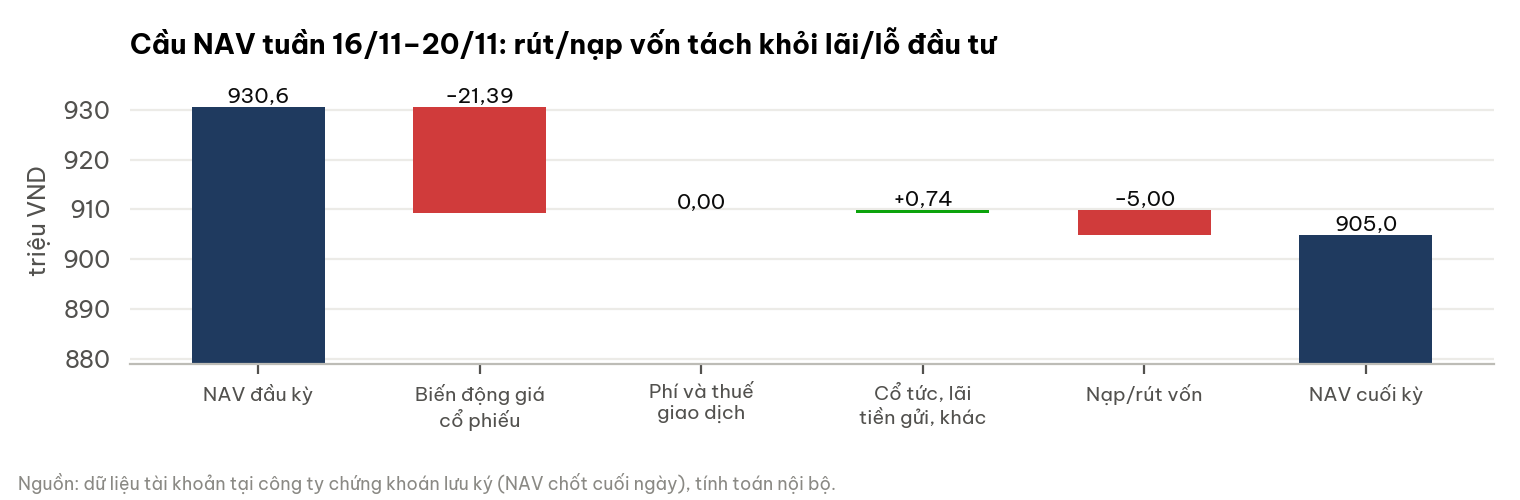 Cầu NAV tuần 16/11–20/11: rút/nạp vốn tách khỏi lãi/lỗ đầu tư
triệu VND
930
920
910
900
890
880
930,6
−21,39
0,00
+0,74
−5,00
905,0
NAV đầu kỳ
Biến động giá
cổ phiếu
Phí và thuế
giao dịch
Cổ tức, lãi
tiền gửi, khác
Nạp/rút vốn
NAV cuối kỳ
Nguồn: dữ liệu tài khoản tại công ty chứng khoán lưu ký (NAV chốt cuối ngày), tính toán nội bộ.